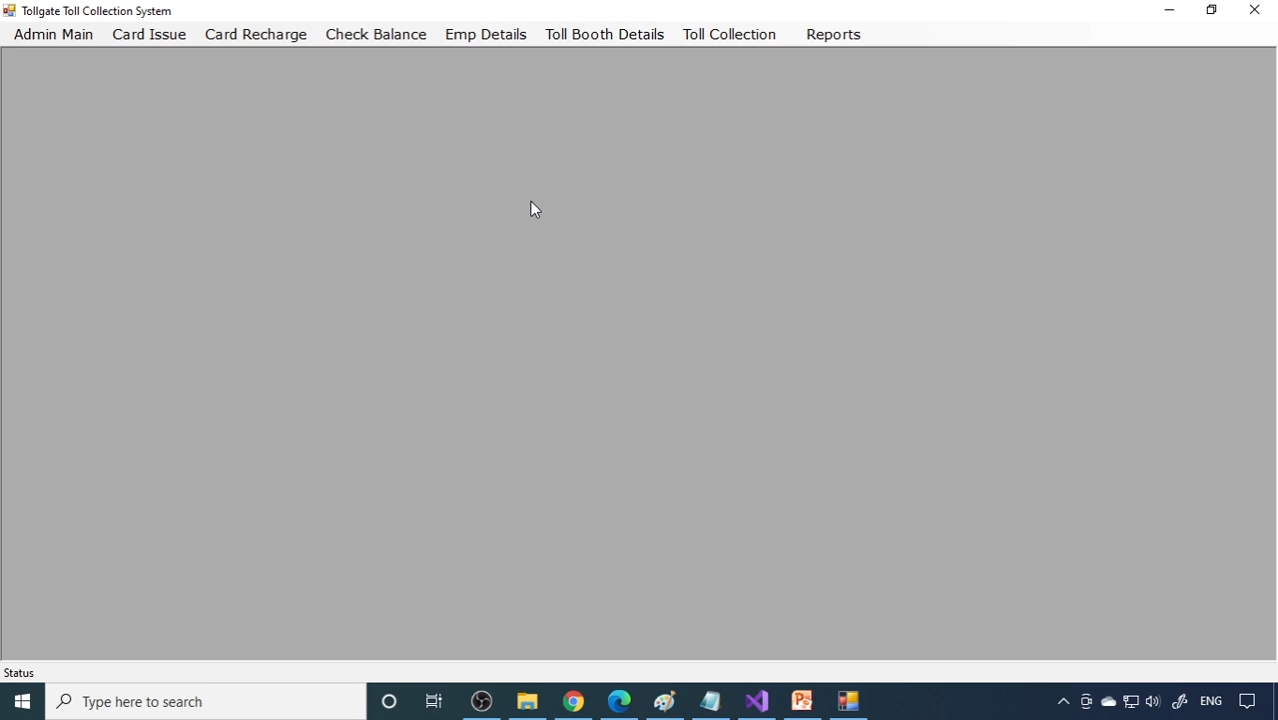 Tollgate Toll Collection System
Admin Main Card Issue Card Recharge Check Balance Emp Details Toll Booth Details Toll Collection Reports
Status
Type here to search ENG